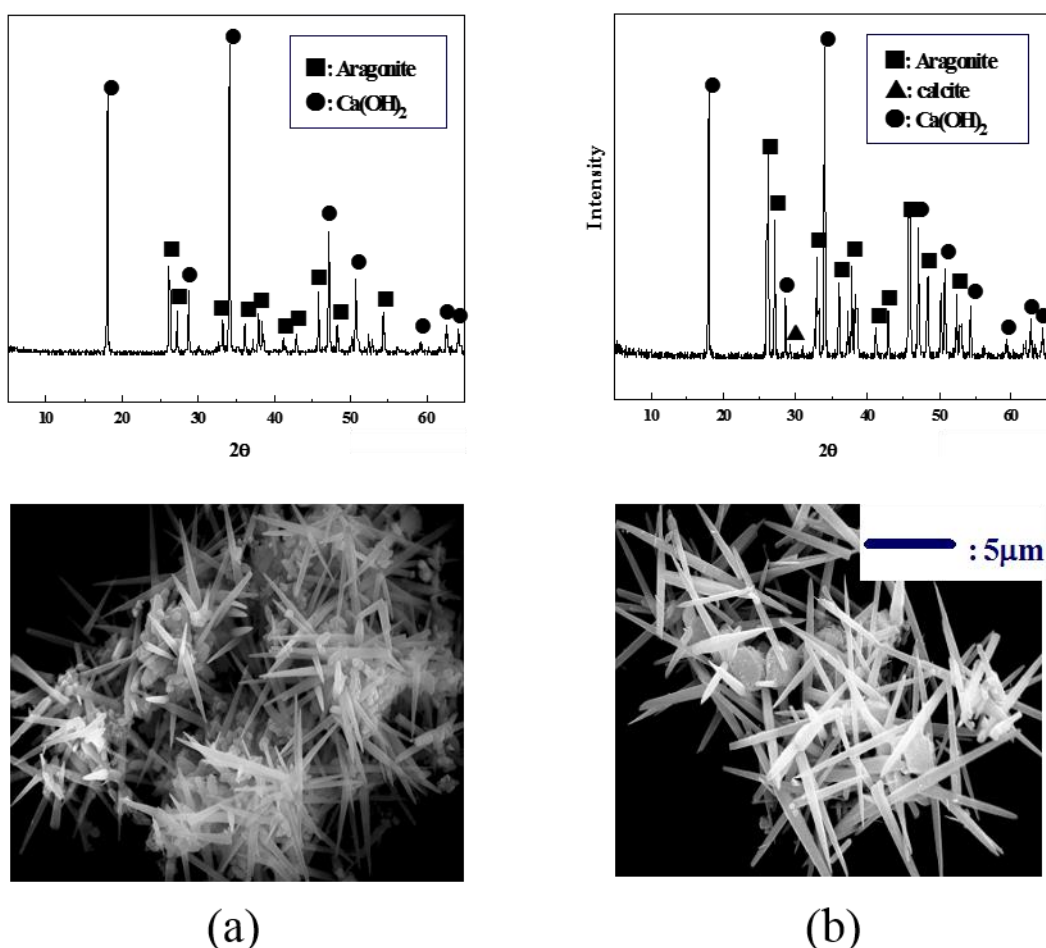 ■: Aragonite
●: Ca(OH)₂
10 20 30 40 50 60
2θ
Intensity
■: Aragonite
▲: calcite
●: Ca(OH)₂
10 20 30 40 50 60
2θ
: 5μm
(a)
(b)